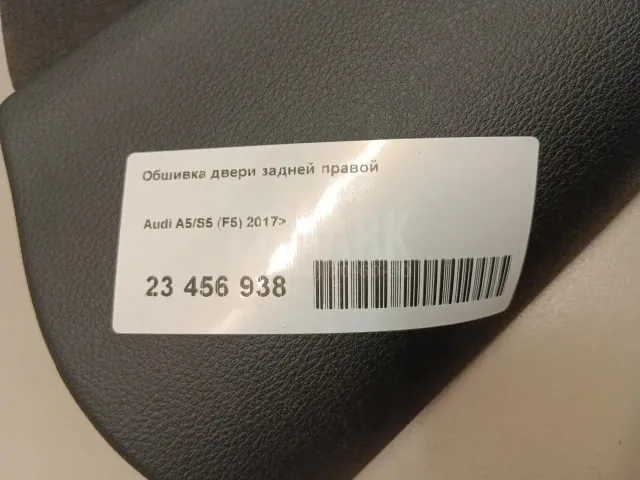 Обшивка двери задней правой
Audi A5/S5 (F5) 2017>
23 456 938